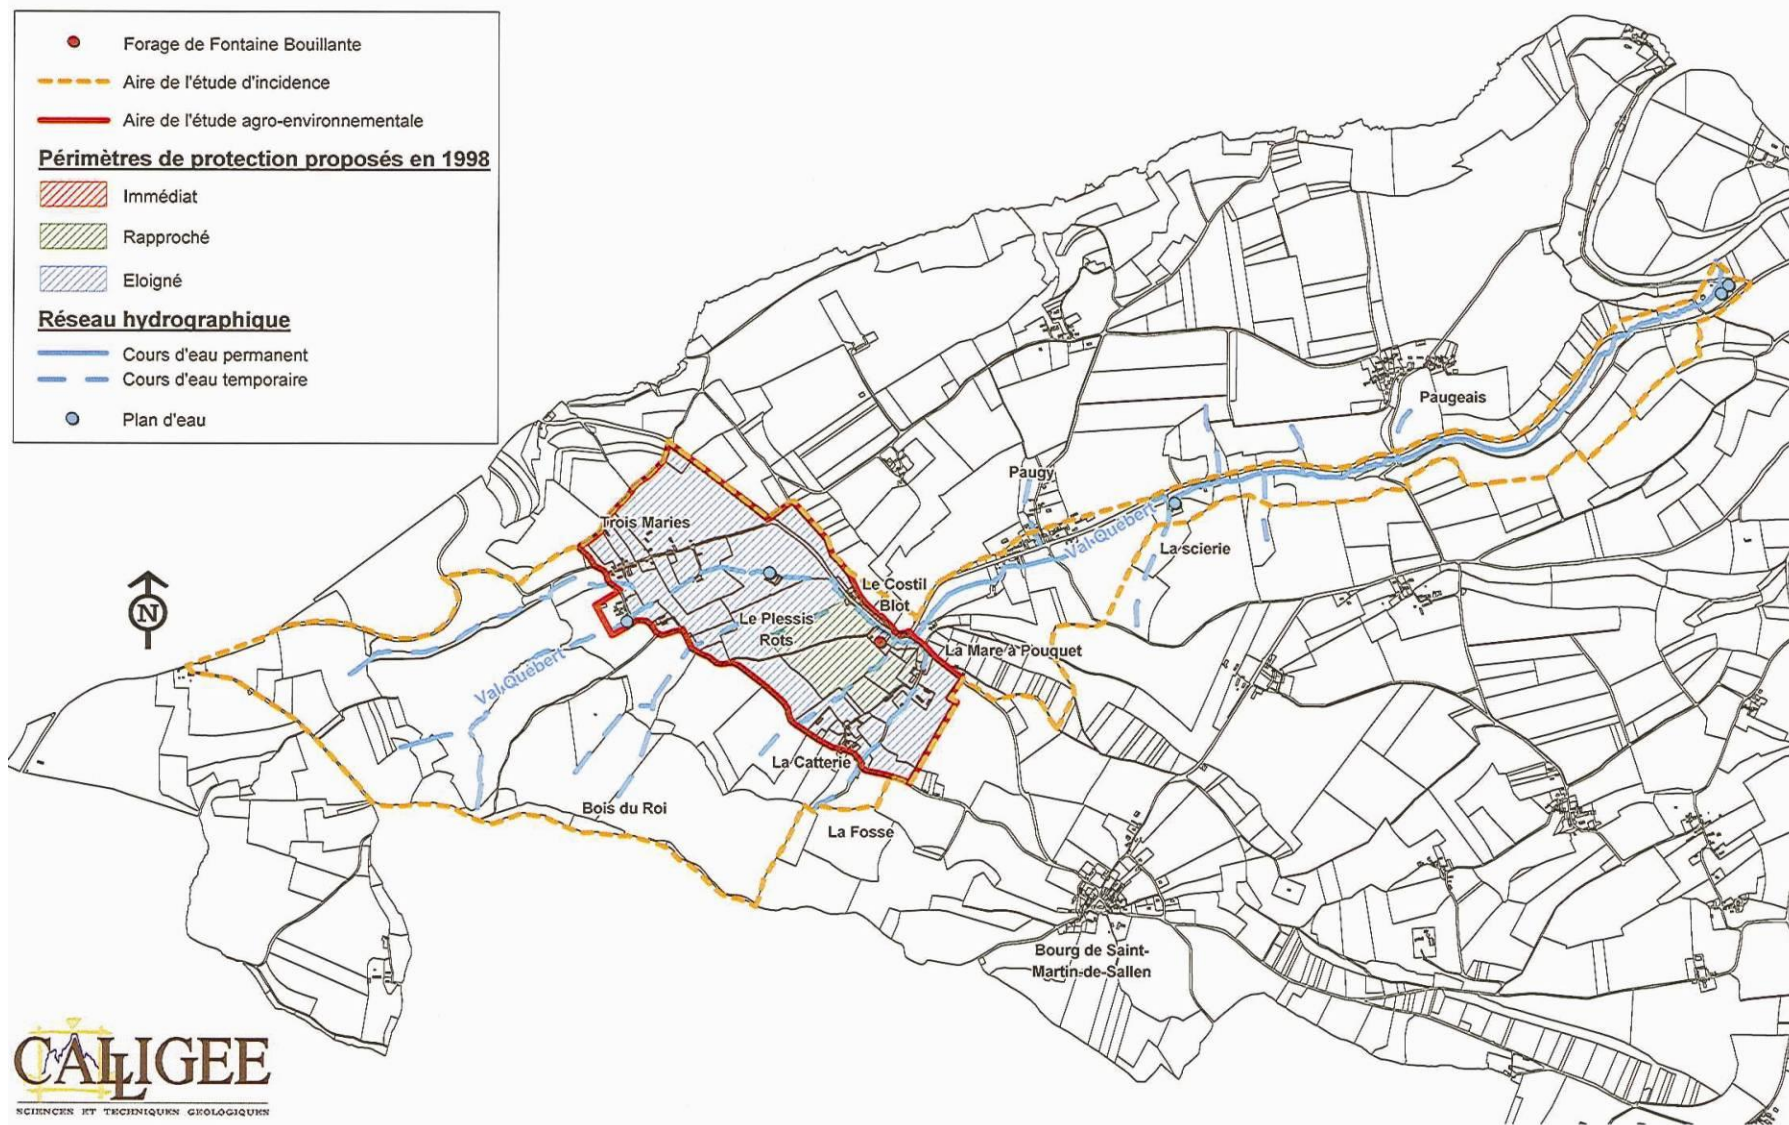 Forage de Fontaine Bouillante
Aire de l'étude d'incidence
Aire de l'étude agro-environnementale
Périmètres de protection proposés en 1998
Immédiat
Rapproché
Eloigné
Réseau hydrographique
Cours d'eau permanent
Cours d'eau temporaire
Plan d'eau
Paugeais
Paugy
Trois Maries
Val Québert
La scierie
Le Costil
Blot
Le Plessis
Rots
La Mare à Pouquet
Val Québert
N
La Catterie
Bois du Roi
La Fosse
Bourg de Saint-
Martin-de-Sallen
CALLIGEE
SCIENCES ET TECHNIQUES GEOLOGIQUES